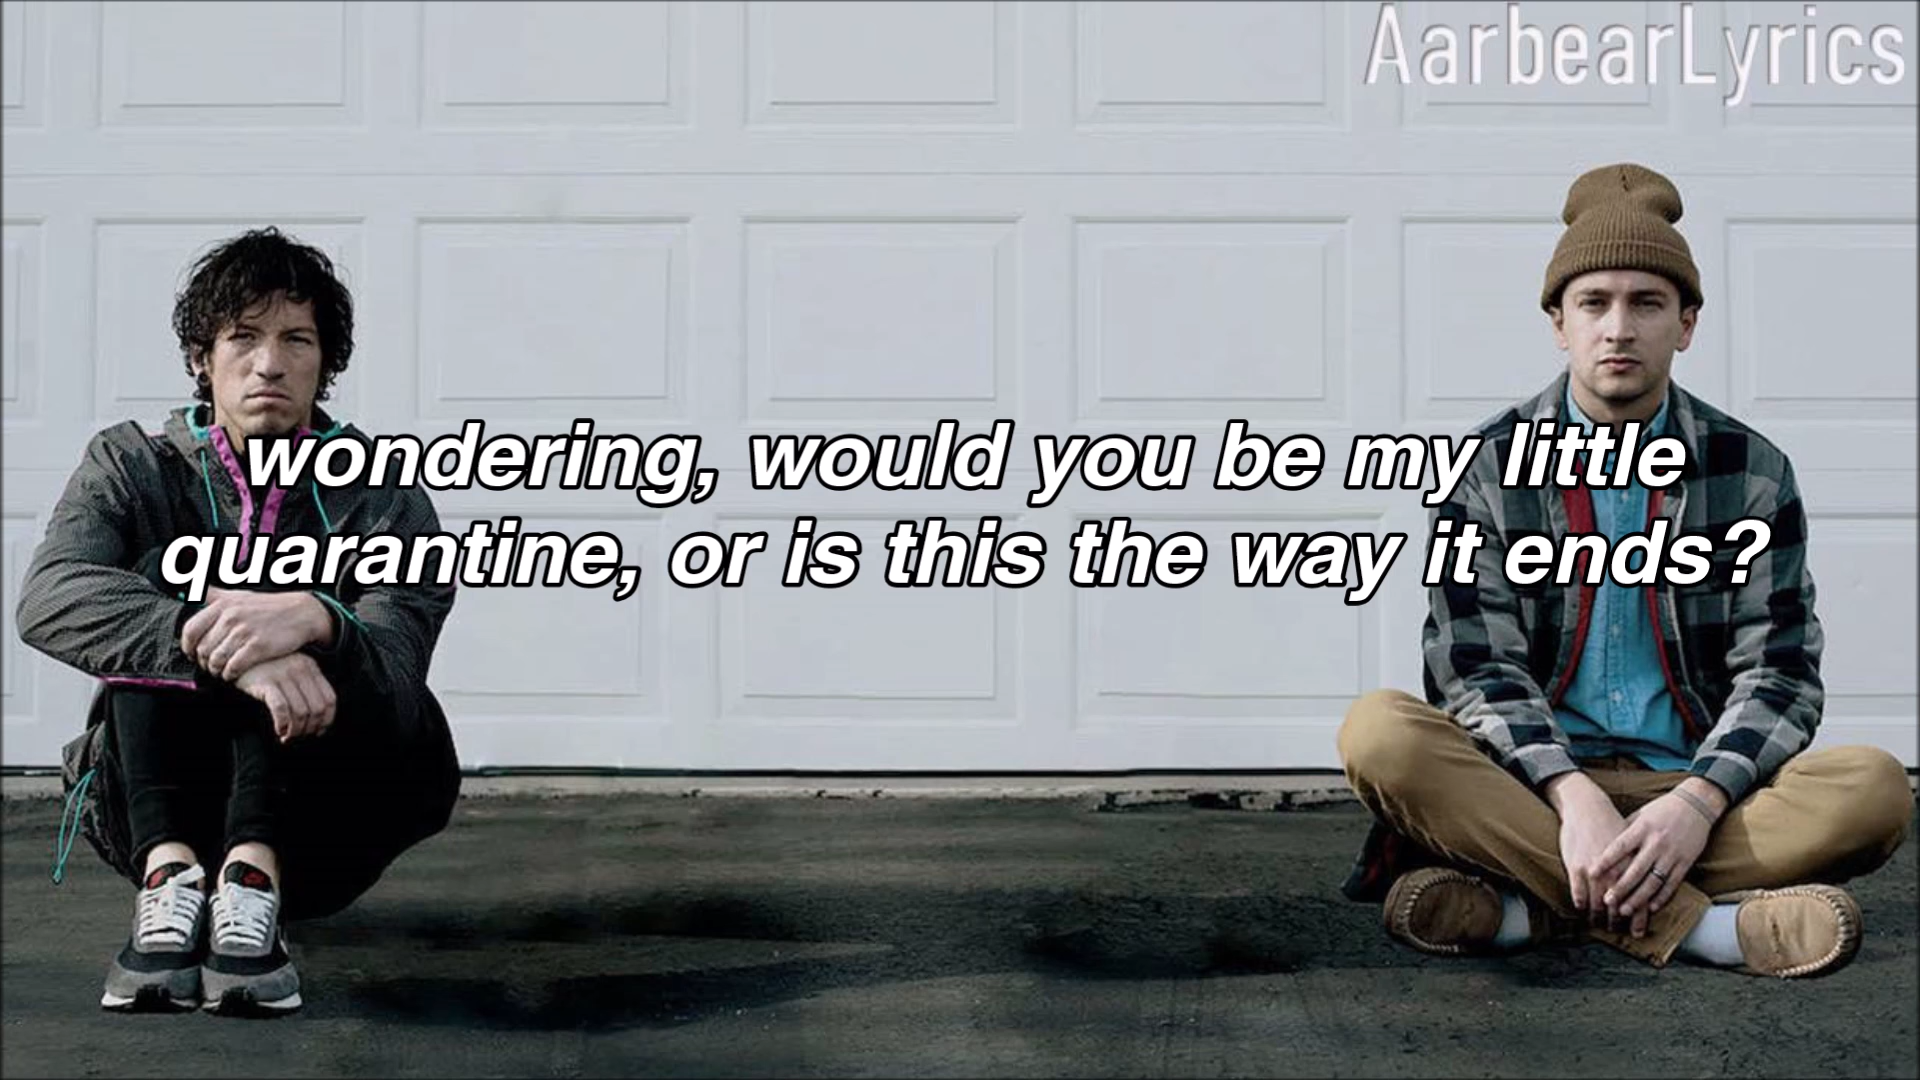 AarbearLyrics
wondering, would you be my little
quarantine, or is this the way it ends?